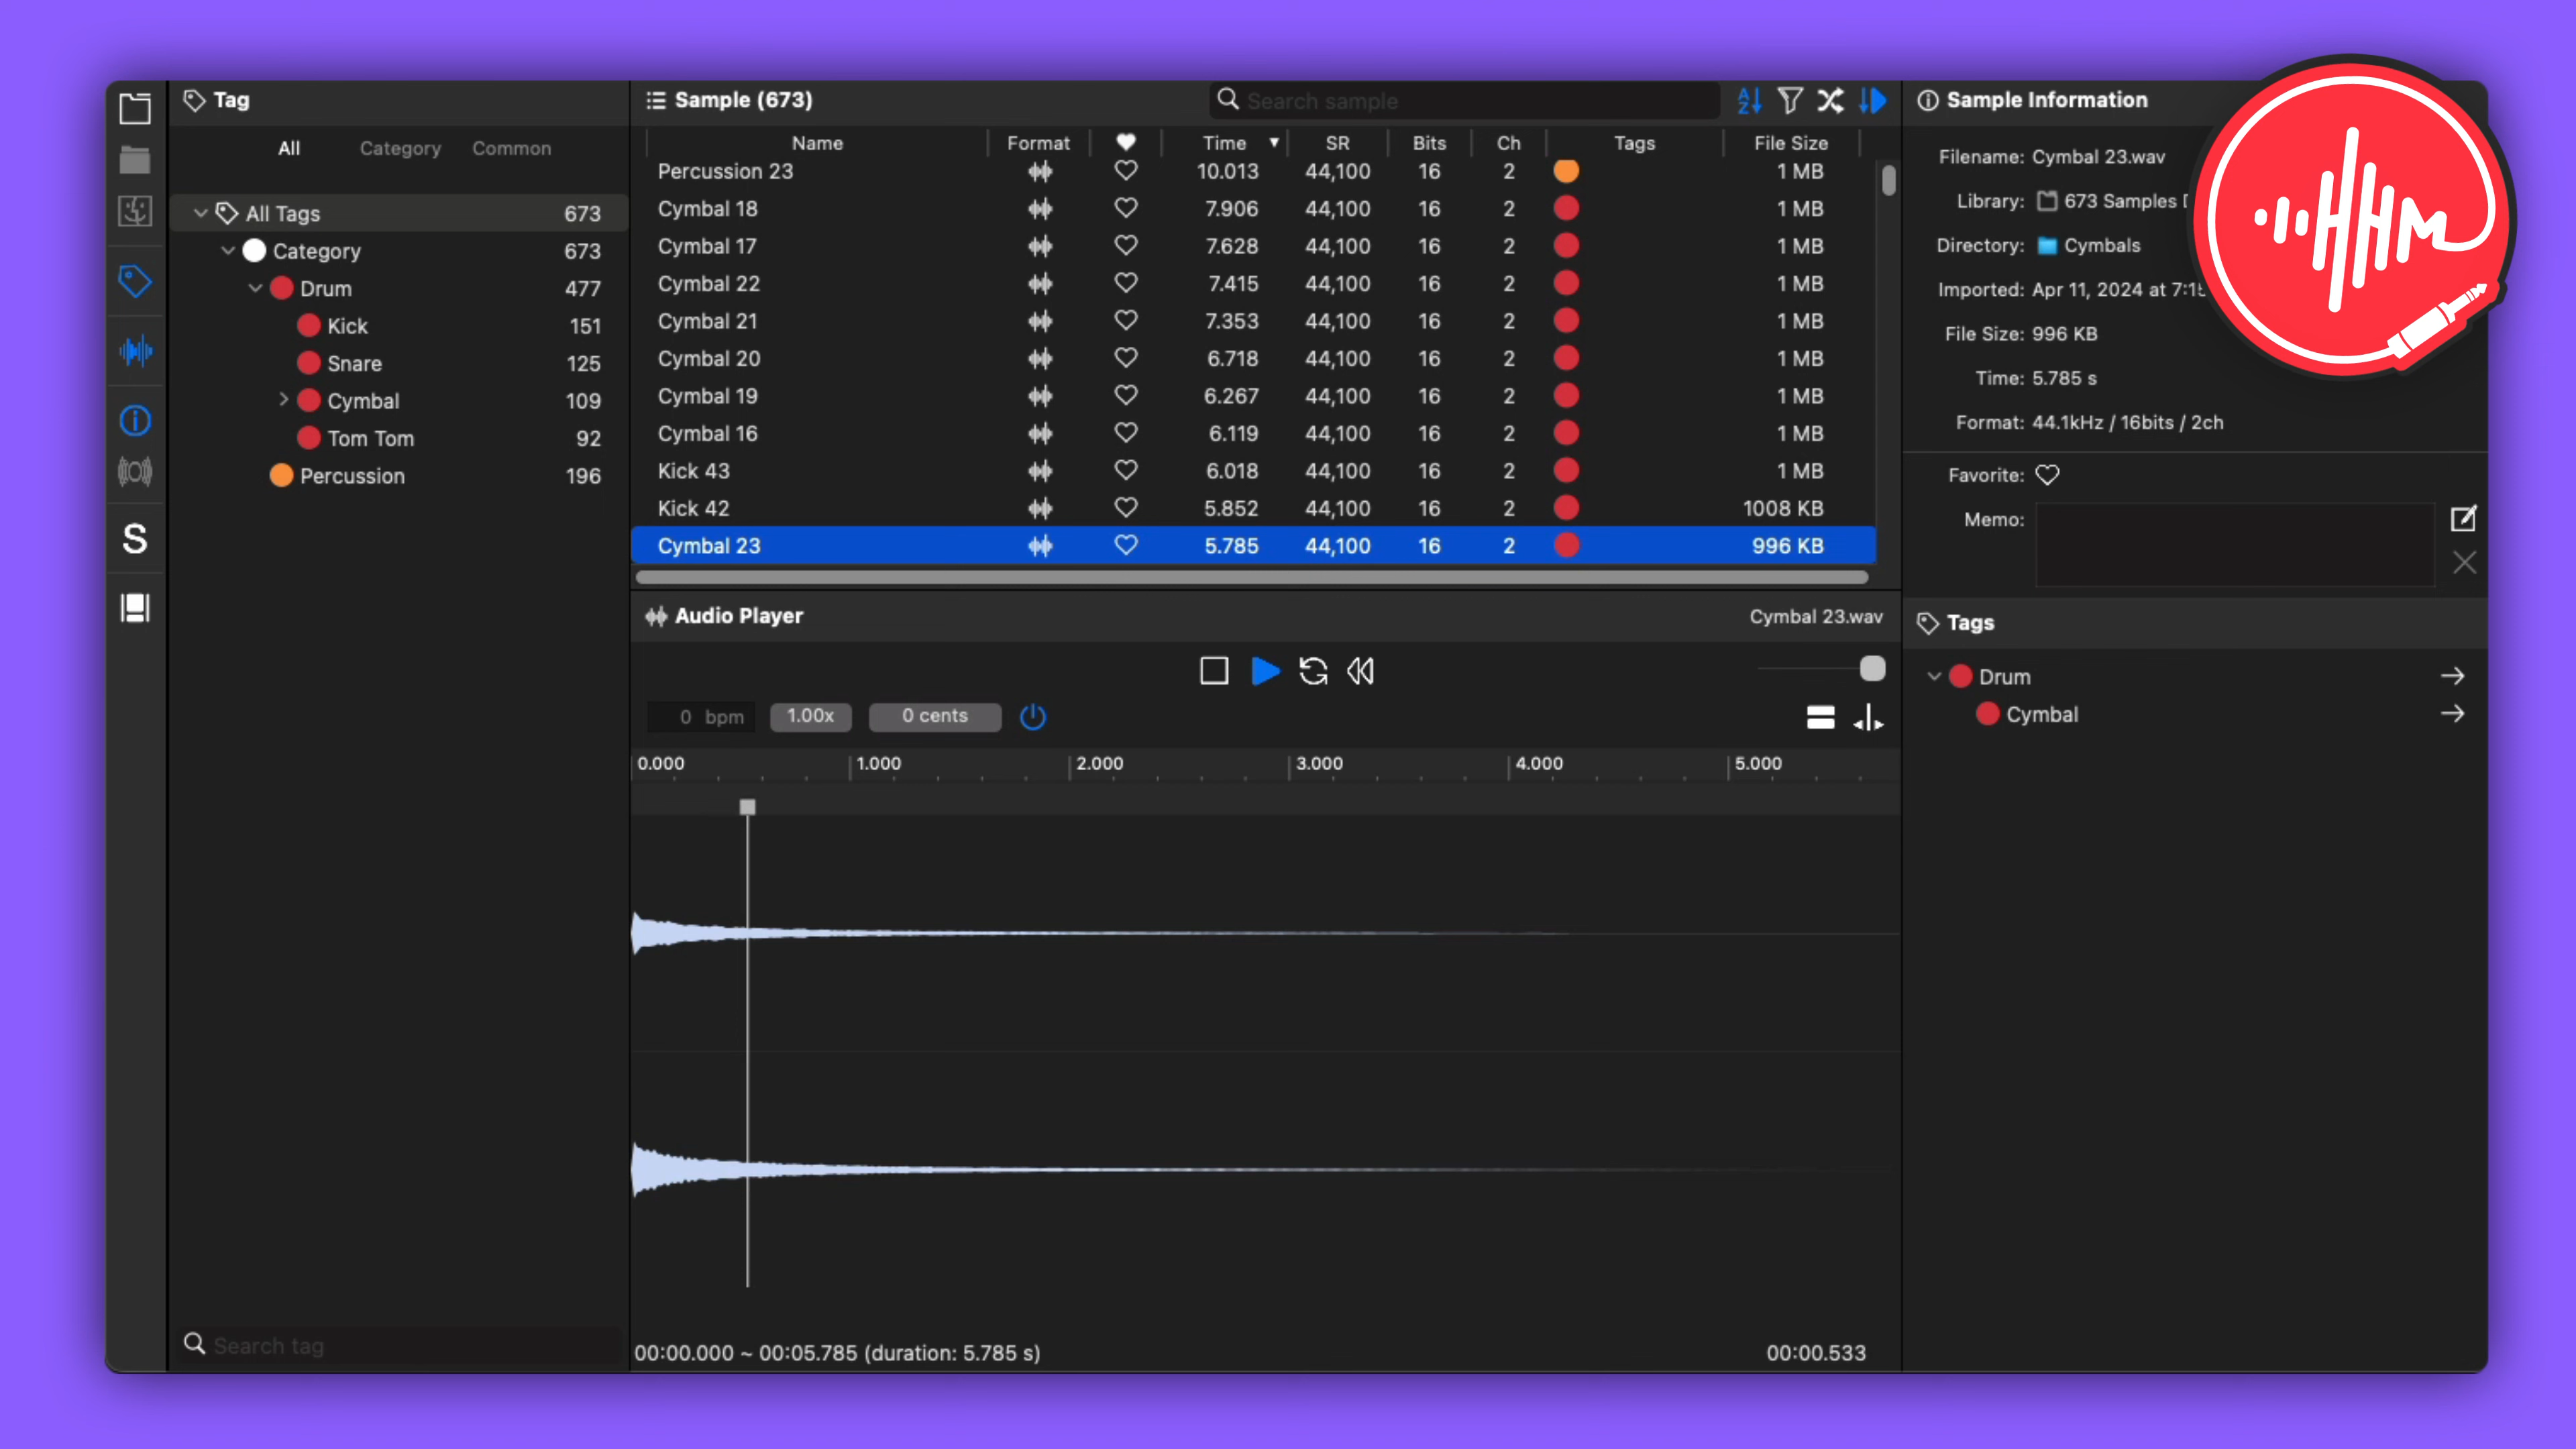 Tag
All Category Common
All Tags 673
Category 673
Drum 477
Kick 151
Snare 125
Cymbal 109
Tom Tom 92
Percussion 196
Search tag
S
Sample (673)
Search sample
Name Format Time SR Bits Ch Tags File Size
Percussion 23 10.013 44,100 16 2 1 MB
Cymbal 18 7.906 44,100 16 2 1 MB
Cymbal 17 7.628 44,100 16 2 1 MB
Cymbal 22 7.415 44,100 16 2 1 MB
Cymbal 21 7.353 44,100 16 2 1 MB
Cymbal 20 6.718 44,100 16 2 1 MB
Cymbal 19 6.267 44,100 16 2 1 MB
Cymbal 16 6.119 44,100 16 2 1 MB
Kick 43 6.018 44,100 16 2 1 MB
Kick 42 5.852 44,100 16 2 1008 KB
Cymbal 23 5.785 44,100 16 2 996 KB
Audio Player Cymbal 23.wav
0 bpm 1.00x 0 cents
0.000 1.000 2.000 3.000 4.000 5.000
00:00.000 ~ 00:05.785 (duration: 5.785 s) 00:00.533
Sample Information
Filename: Cymbal 23.wav
Library: 673 Samples
Directory: Cymbals
Imported: Apr 11, 2024 at 7:15
File Size: 996 KB
Time: 5.785 s
Format: 44.1kHz / 16bits / 2ch
Favorite:
Memo:
Tags
Drum
Cymbal
HHM